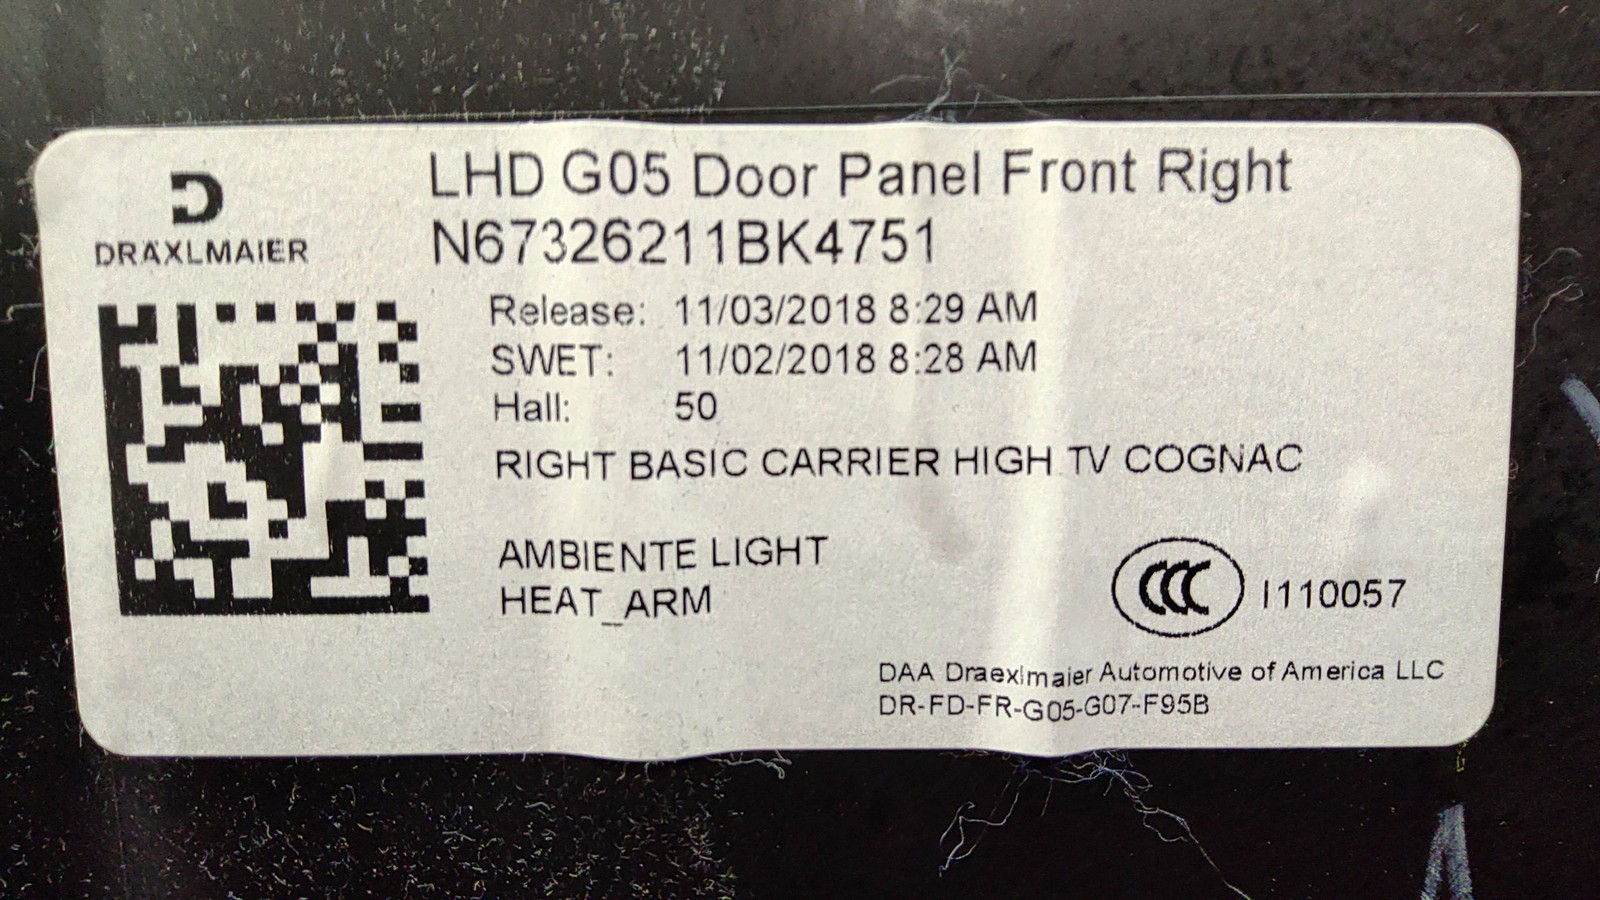 LHD G05 Door Panel Front Right
N67326211BK4751
DRÄXLMAIER
Release: 11/03/2018 8:29 AM
SWET: 11/02/2018 8:28 AM
Hall: 50
RIGHT BASIC CARRIER HIGH TV COGNAC
AMBIENTE LIGHT
HEAT_ARM
CCC I110057
DAA Draexlmaier Automotive of America LLC
DR-FD-FR-G05-G07-F95B